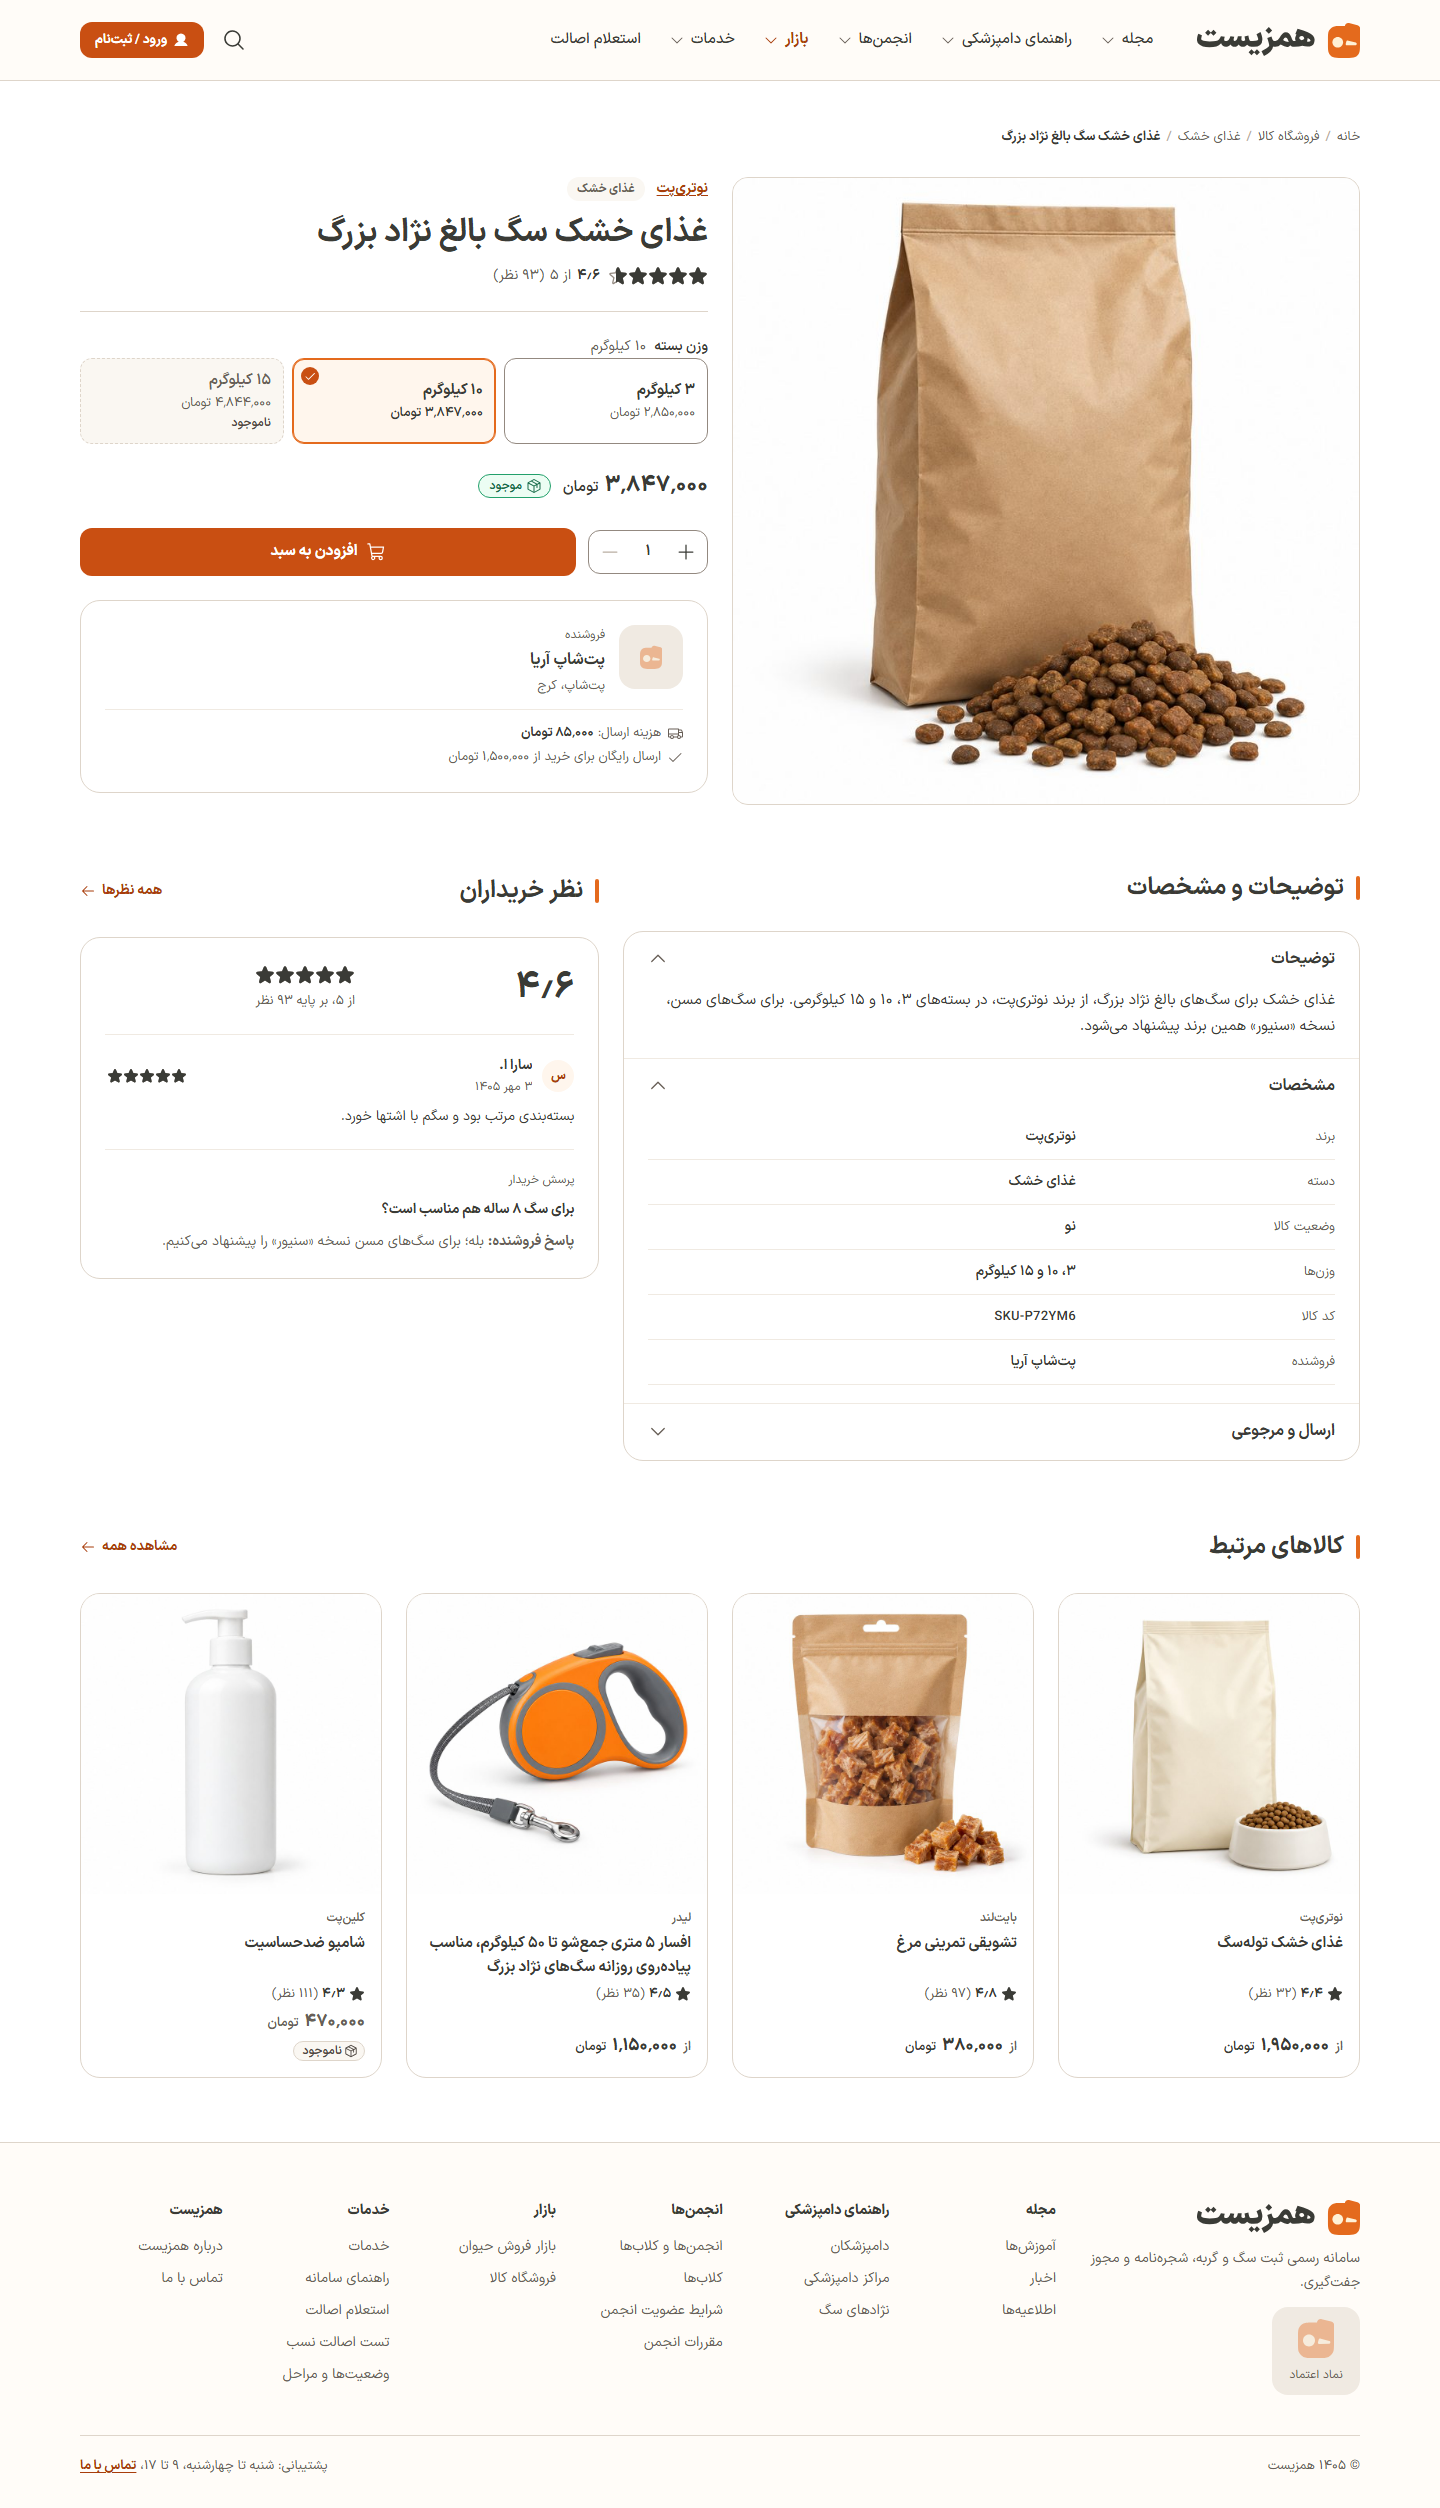 همزیست
مجله
راهنمای دامپزشکی
انجمن‌ها
بازار
خدمات
استعلام اصالت
ورود / ثبت‌نام
خانه / فروشگاه کالا / غذای خشک / غذای خشک سگ بالغ نژاد بزرگ
نوتری‌پت غذای خشک
غذای خشک سگ بالغ نژاد بزرگ
۴٫۶ از ۵ (۹۳ نظر)
وزن بسته ۱۰ کیلوگرم
۳ کیلوگرم
۲٬۸۵۰٬۰۰۰ تومان
۱۰ کیلوگرم
۳٬۸۴۷٬۰۰۰ تومان
۱۵ کیلوگرم
۴٬۸۴۴٬۰۰۰ تومان
ناموجود
۳٬۸۴۷٬۰۰۰ تومان موجود
۱
افزودن به سبد
فروشنده
پت‌شاپ آریا
پت‌شاپ، کرج
هزینه ارسال: ۸۵٬۰۰۰ تومان
ارسال رایگان برای خرید از ۱٬۵۰۰٬۰۰۰ تومان
توضیحات و مشخصات
توضیحات
غذای خشک برای سگ‌های بالغ نژاد بزرگ، از برند نوتری‌پت، در بسته‌های ۳، ۱۰ و ۱۵ کیلوگرمی. برای سگ‌های مسن،
نسخه «سنیور» همین برند پیشنهاد می‌شود.
مشخصات
برند نوتری‌پت
دسته غذای خشک
وضعیت کالا نو
وزن‌ها ۳، ۱۰ و ۱۵ کیلوگرم
کد کالا SKU-P72YM6
فروشنده پت‌شاپ آریا
ارسال و مرجوعی
نظر خریداران
همه نظرها
۴٫۶
از ۵، بر پایه ۹۳ نظر
س
سارا ا.
۳ مهر ۱۴۰۵
بسته‌بندی مرتب بود و سگم با اشتها خورد.
پرسش خریدار
برای سگ ۸ ساله هم مناسب است؟
پاسخ فروشنده: بله؛ برای سگ‌های مسن نسخه «سنیور» را پیشنهاد می‌کنیم.
کالاهای مرتبط
مشاهده همه
نوتری‌پت
غذای خشک توله‌سگ
۴٫۴ (۳۲ نظر)
از ۱٬۹۵۰٬۰۰۰ تومان
بایت‌لند
تشویقی تمرینی مرغ
۴٫۸ (۹۷ نظر)
از ۳۸۰٬۰۰۰ تومان
لیدر
افسار ۵ متری جمع‌شو تا ۵۰ کیلوگرم، مناسب
پیاده‌روی روزانه سگ‌های نژاد بزرگ
۴٫۵ (۳۵ نظر)
از ۱٬۱۵۰٬۰۰۰ تومان
کلین‌پت
شامپو ضدحساسیت
۴٫۳ (۱۱۱ نظر)
۴۷۰٬۰۰۰ تومان
ناموجود
همزیست
سامانه رسمی ثبت سگ و گربه، شجره‌نامه و مجوز
جفت‌گیری.
نماد اعتماد
مجله
آموزش‌ها
اخبار
اطلاعیه‌ها
راهنمای دامپزشکی
دامپزشکان
مراکز دامپزشکی
نژادهای سگ
انجمن‌ها
انجمن‌ها و کلاب‌ها
کلاب‌ها
شرایط عضویت انجمن
مقررات انجمن
بازار
بازار فروش حیوان
فروشگاه کالا
خدمات
خدمات
راهنمای سامانه
استعلام اصالت
تست اصالت نسب
وضعیت‌ها و مراحل
همزیست
درباره همزیست
تماس با ما
© ۱۴۰۵ همزیست
پشتیبانی: شنبه تا چهارشنبه، ۹ تا ۱۷، تماس با ما